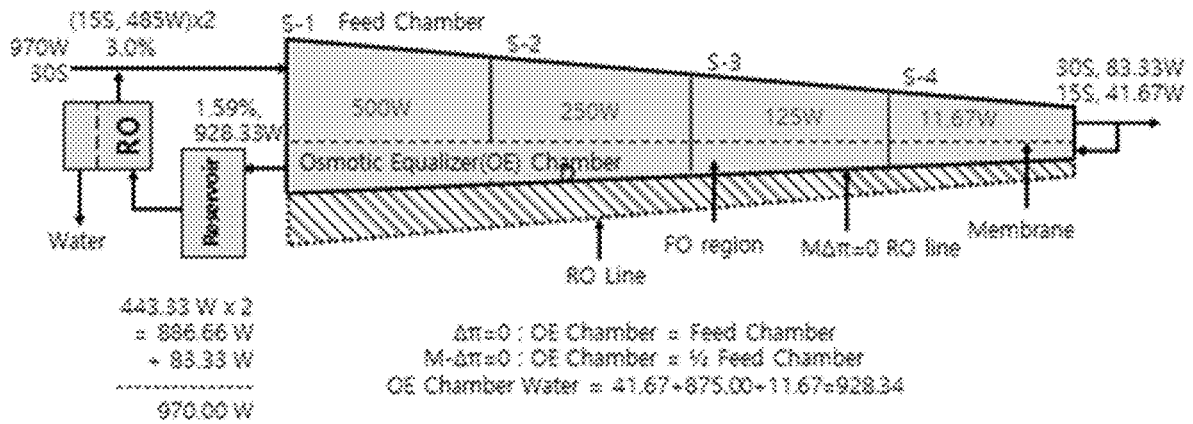 (15S, 485W)x2
970W 3.0%
30S
S-1 Feed Chamber
S-2
S-3
S-4
30S, 83.33W
15S, 41.67W
500W
250W
125W
11.67W
1.59%,
928.33W
RO
Osmotic Equalizer(OE) Chamber
Reservoir
Water
RO Line
FO region
MΔπ=0 RO line
Membrane
443.33 W x 2
= 886.66 W
+ 83.33 W
970.00 W
Δπ=0 : OE Chamber = Feed Chamber
M-Δπ=0 : OE Chamber = ½ Feed Chamber
OE Chamber Water = 41.67+875.00+11.67=928.34